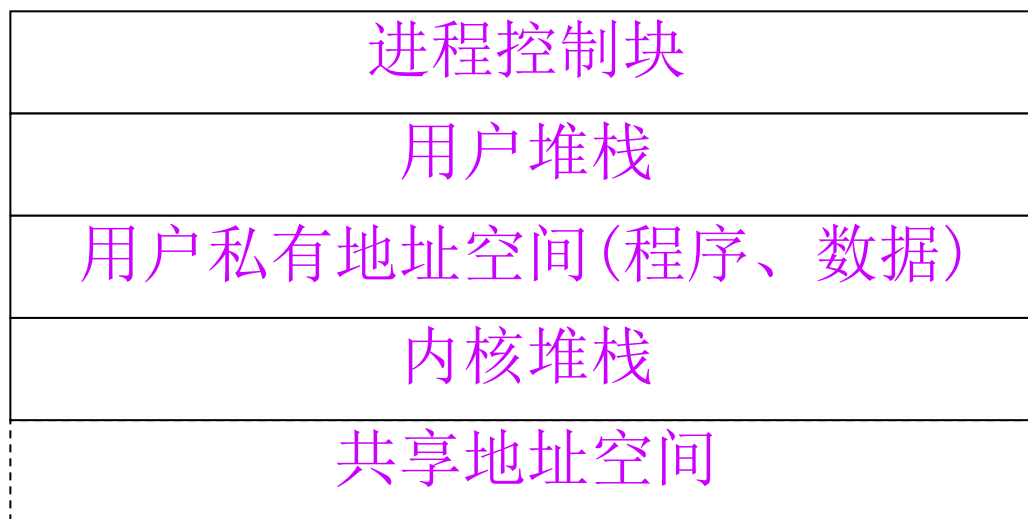 进程控制块
用户堆栈
用户私有地址空间(程序、数据)
内核堆栈
共享地址空间